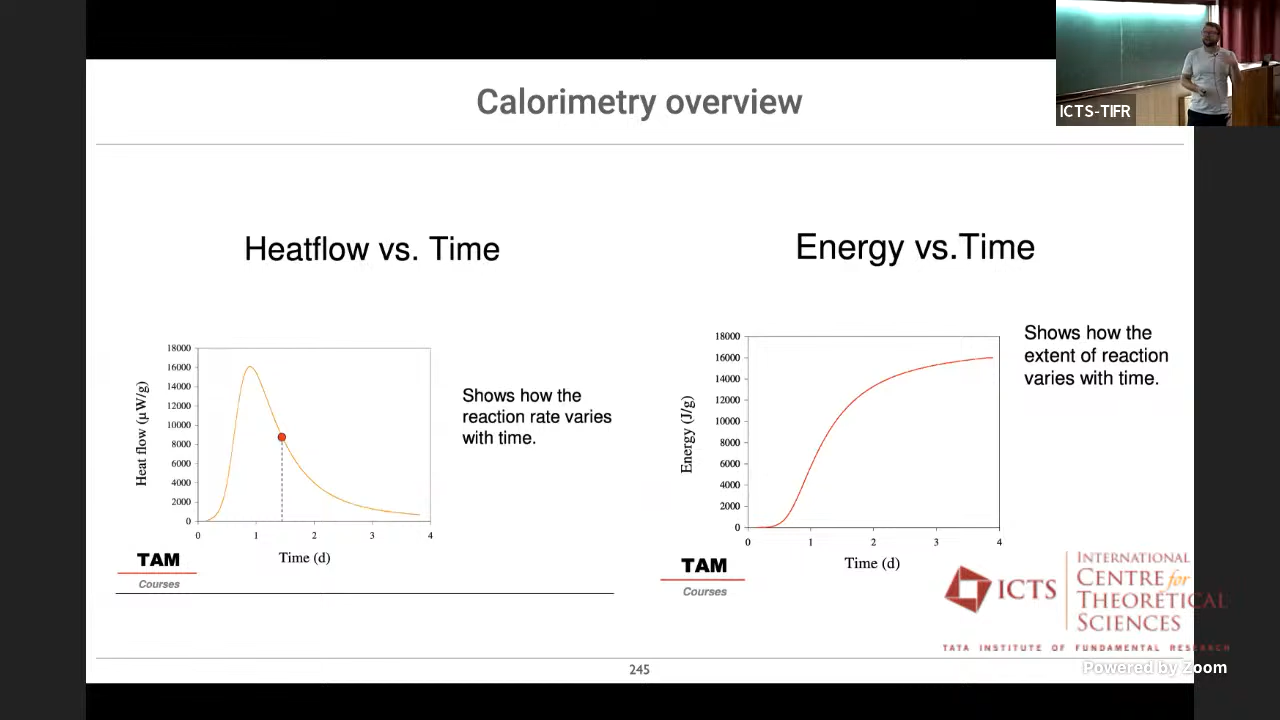 Calorimetry overview
ICTS-TIFR
Heatflow vs. Time
Energy vs.Time
18000
16000
14000
12000
10000
8000
6000
4000
2000
0
Heat flow (µW/g)
0 1 2 3 4
Time (d)
Shows how the
reaction rate varies
with time.
TAM
Courses
18000
16000
14000
12000
10000
8000
6000
4000
2000
0
Energy (J/g)
0 1 2 3 4
Time (d)
Shows how the
extent of reaction
varies with time.
TAM
Courses
ICTS
INTERNATIONAL
CENTRE for
THEORETICAL
SCIENCES
TATA INSTITUTE OF FUNDAMENTAL RESEARCH
245
Powered by Zoom